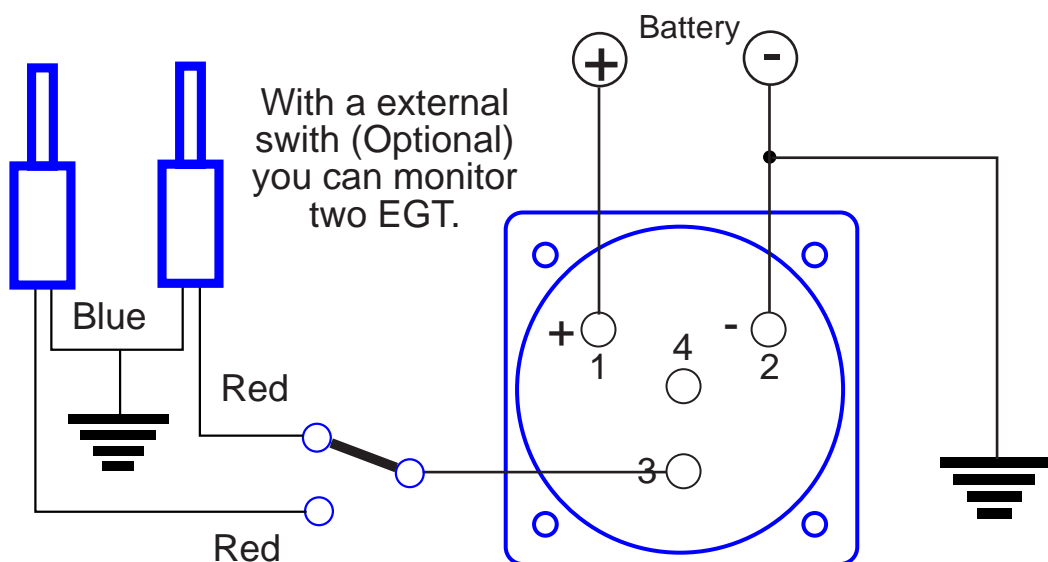 Battery
+
-
With a external
swith (Optional)
you can monitor
two EGT.
Blue
+
1
4
-
2
Red
3
Red